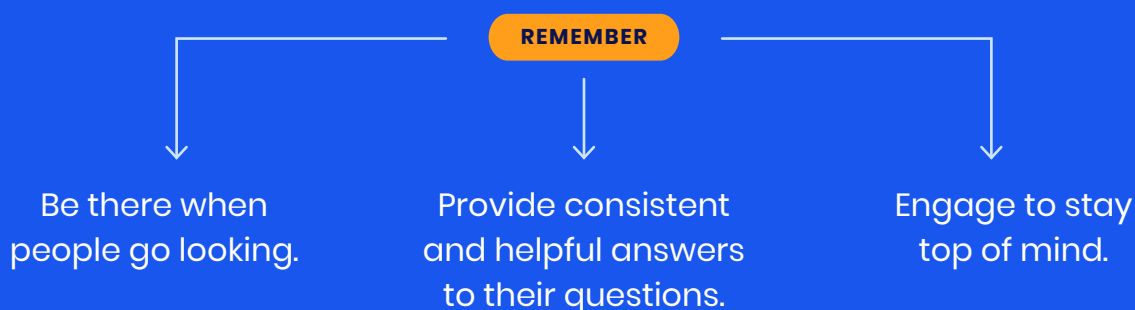 REMEMBER
Be there when
people go looking.
Provide consistent
and helpful answers
to their questions.
Engage to stay
top of mind.